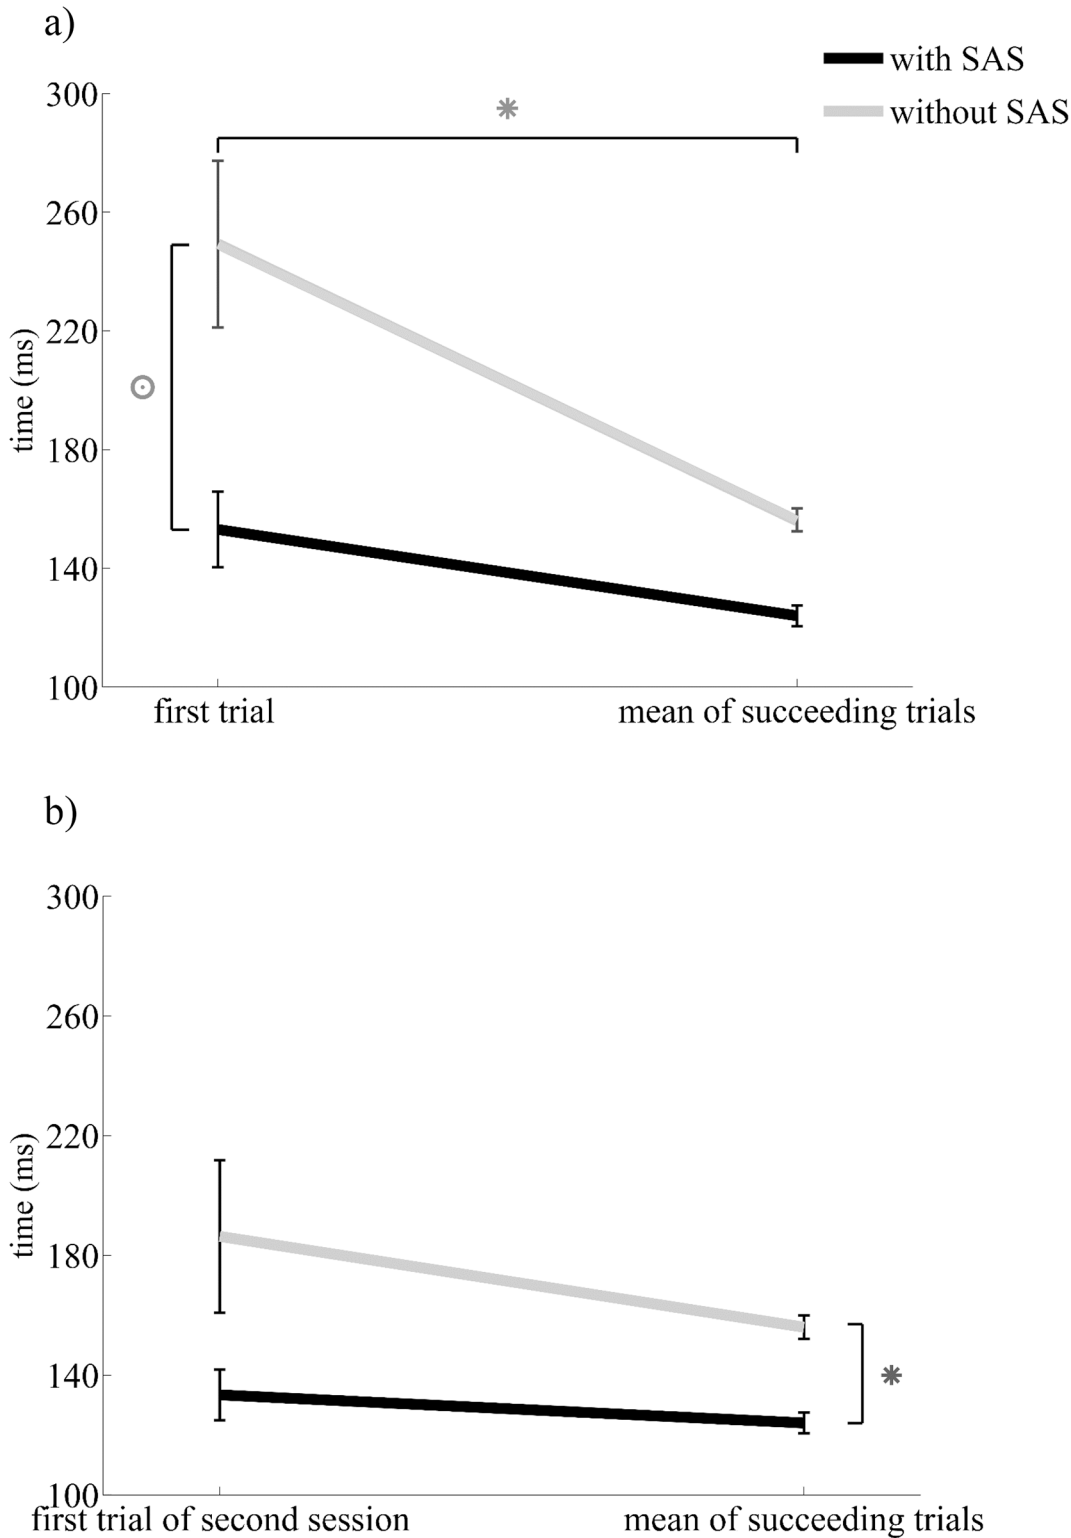 a)
with SAS
without SAS
300
260
220
180
140
100
time (ms)
first trial
mean of succeeding trials
b)
300
260
220
180
140
100
time (ms)
first trial of second session
mean of succeeding trials